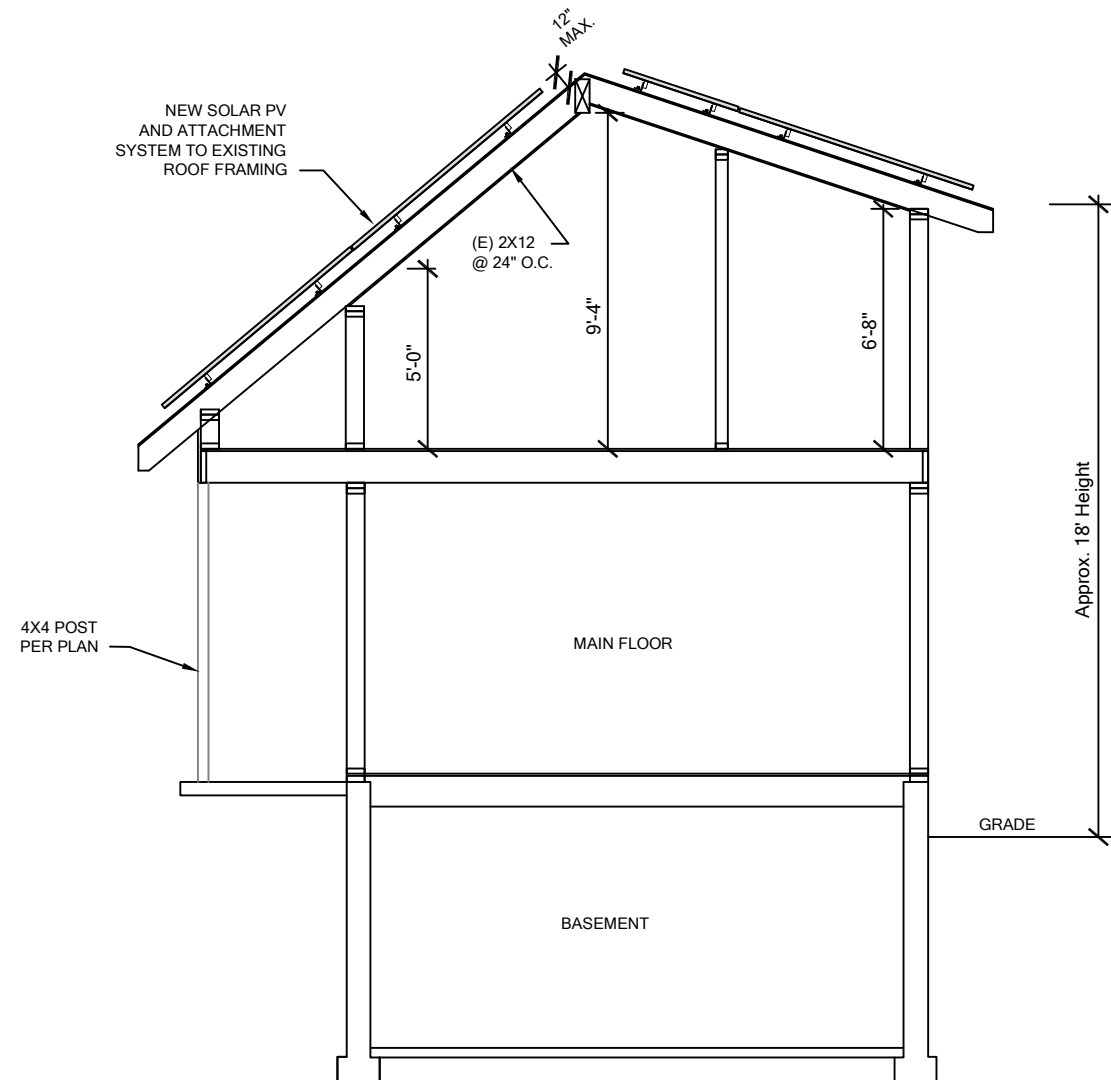 12"
MAX.
NEW SOLAR PV
AND ATTACHMENT
SYSTEM TO EXISTING
ROOF FRAMING
(E) 2X12
@ 24" O.C.
5'-0"
9'-4"
6'-8"
Approx. 18' Height
4X4 POST
PER PLAN
MAIN FLOOR
GRADE
BASEMENT